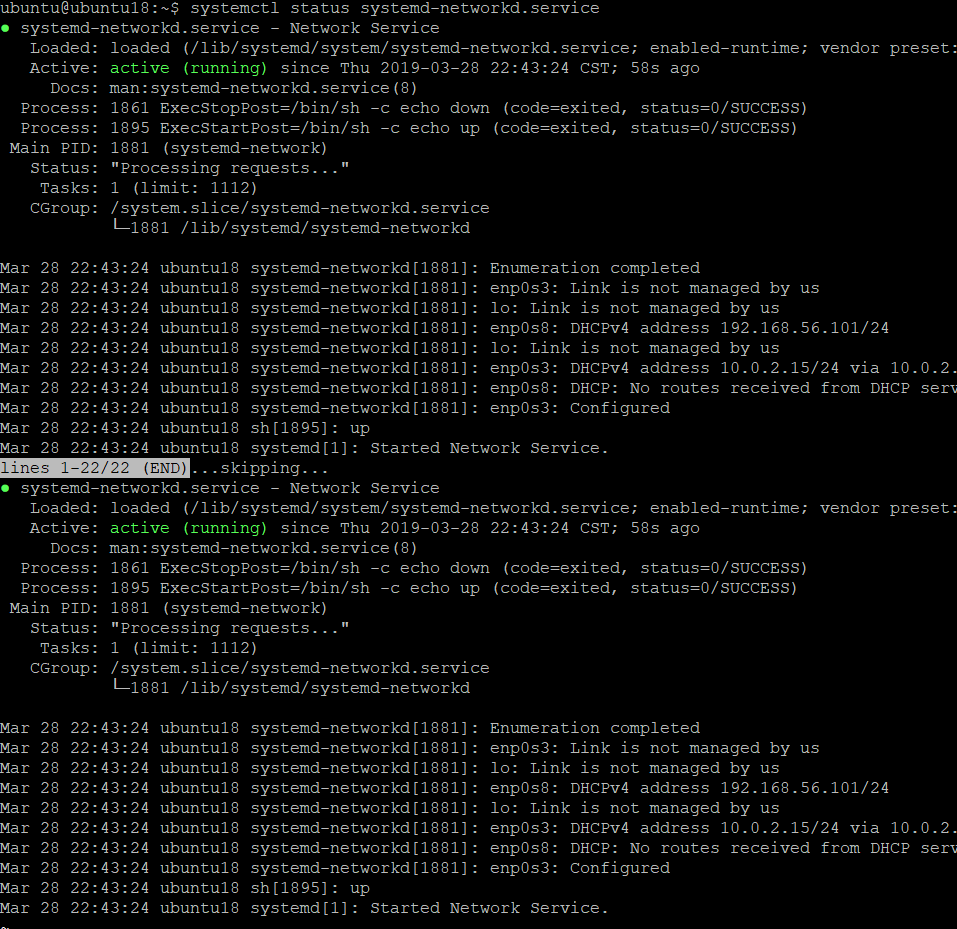 ubuntu@ubuntu18:~$ systemctl status systemd-networkd.service
● systemd-networkd.service - Network Service
   Loaded: loaded (/lib/systemd/system/systemd-networkd.service; enabled-runtime; vendor preset:
   Active: active (running) since Thu 2019-03-28 22:43:24 CST; 58s ago
     Docs: man:systemd-networkd.service(8)
  Process: 1861 ExecStopPost=/bin/sh -c echo down (code=exited, status=0/SUCCESS)
  Process: 1895 ExecStartPost=/bin/sh -c echo up (code=exited, status=0/SUCCESS)
 Main PID: 1881 (systemd-network)
   Status: "Processing requests..."
    Tasks: 1 (limit: 1112)
   CGroup: /system.slice/systemd-networkd.service
           └─1881 /lib/systemd/systemd-networkd
Mar 28 22:43:24 ubuntu18 systemd-networkd[1881]: Enumeration completed
Mar 28 22:43:24 ubuntu18 systemd-networkd[1881]: enp0s3: Link is not managed by us
Mar 28 22:43:24 ubuntu18 systemd-networkd[1881]: lo: Link is not managed by us
Mar 28 22:43:24 ubuntu18 systemd-networkd[1881]: enp0s8: DHCPv4 address 192.168.56.101/24
Mar 28 22:43:24 ubuntu18 systemd-networkd[1881]: lo: Link is not managed by us
Mar 28 22:43:24 ubuntu18 systemd-networkd[1881]: enp0s3: DHCPv4 address 10.0.2.15/24 via 10.0.2.
Mar 28 22:43:24 ubuntu18 systemd-networkd[1881]: enp0s8: DHCP: No routes received from DHCP serv
Mar 28 22:43:24 ubuntu18 systemd-networkd[1881]: enp0s3: Configured
Mar 28 22:43:24 ubuntu18 sh[1895]: up
Mar 28 22:43:24 ubuntu18 systemd[1]: Started Network Service.
lines 1-22/22 (END)...skipping...
● systemd-networkd.service - Network Service
   Loaded: loaded (/lib/systemd/system/systemd-networkd.service; enabled-runtime; vendor preset:
   Active: active (running) since Thu 2019-03-28 22:43:24 CST; 58s ago
     Docs: man:systemd-networkd.service(8)
  Process: 1861 ExecStopPost=/bin/sh -c echo down (code=exited, status=0/SUCCESS)
  Process: 1895 ExecStartPost=/bin/sh -c echo up (code=exited, status=0/SUCCESS)
 Main PID: 1881 (systemd-network)
   Status: "Processing requests..."
    Tasks: 1 (limit: 1112)
   CGroup: /system.slice/systemd-networkd.service
           └─1881 /lib/systemd/systemd-networkd
Mar 28 22:43:24 ubuntu18 systemd-networkd[1881]: Enumeration completed
Mar 28 22:43:24 ubuntu18 systemd-networkd[1881]: enp0s3: Link is not managed by us
Mar 28 22:43:24 ubuntu18 systemd-networkd[1881]: lo: Link is not managed by us
Mar 28 22:43:24 ubuntu18 systemd-networkd[1881]: enp0s8: DHCPv4 address 192.168.56.101/24
Mar 28 22:43:24 ubuntu18 systemd-networkd[1881]: lo: Link is not managed by us
Mar 28 22:43:24 ubuntu18 systemd-networkd[1881]: enp0s3: DHCPv4 address 10.0.2.15/24 via 10.0.2.
Mar 28 22:43:24 ubuntu18 systemd-networkd[1881]: enp0s8: DHCP: No routes received from DHCP serv
Mar 28 22:43:24 ubuntu18 systemd-networkd[1881]: enp0s3: Configured
Mar 28 22:43:24 ubuntu18 sh[1895]: up
Mar 28 22:43:24 ubuntu18 systemd[1]: Started Network Service.